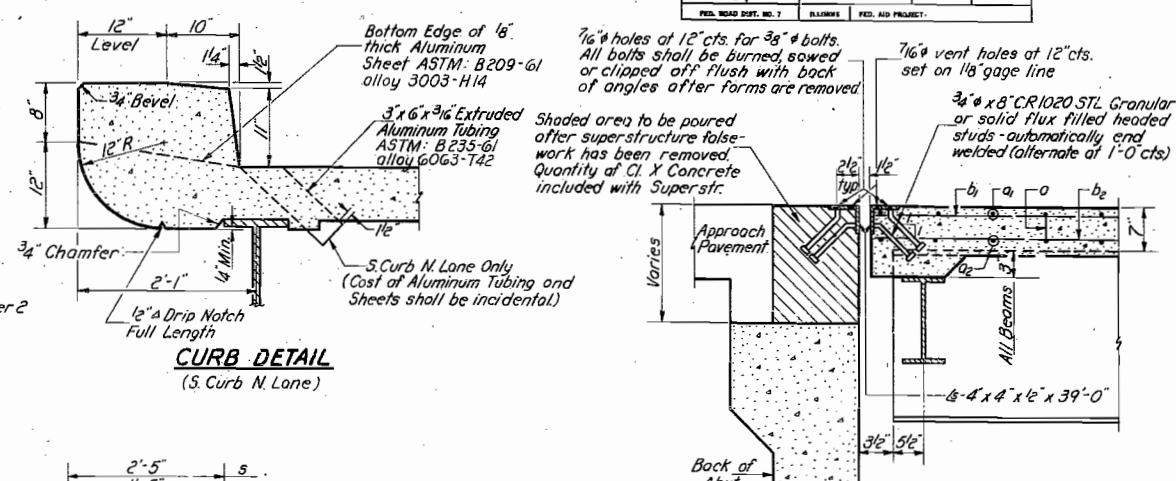 FED. ROAD DIST. NO. 7 ILLINOIS FED. AID PROJECT-
12"
Level
10"
1¼"
1½"
Bottom Edge of ⅛"
thick Aluminum
Sheet ASTM: B209-61
alloy 3003-H14
¾" Bevel
8"
11"
12" R
12"
3"x6"x3/16" Extruded
Aluminum Tubing
ASTM: B235-61
alloy 6063-T42
1½"
¾" Chamfer
¼" Min.
2'-1"
S. Curb N. Lane Only
(Cost of Aluminum Tubing and
Sheets shall be incidental)
½" Δ Drip Notch
Full Length
CURB DETAIL
(S. Curb N. Lane)
2'-5"
s
7/16"ϕ holes at 12"cts. for ⅜"ϕ bolts.
All bolts shall be burned, sawed
or clipped off flush with back
of angles after forms are removed
Shaded area to be poured
after superstructure false-
work has been removed.
Quantity of Cl. X Concrete
included with Superstr.
7/16"ϕ vent holes at 12"cts.
set on 1⅛" gage line
¾"ϕ x 8" CR1020 STL Granular
or solid flux filled headed
studs - automatically end
welded (alternate at 1'-0"cts)
2½"
Typ.
1½"
b₁
a₁
a
b₂
7"
Approach
Pavement
Varies
a₂
3"
All Beams
Ls-4"x4"x½"x39'-0"
3½"
5½"
Back of
Abut.